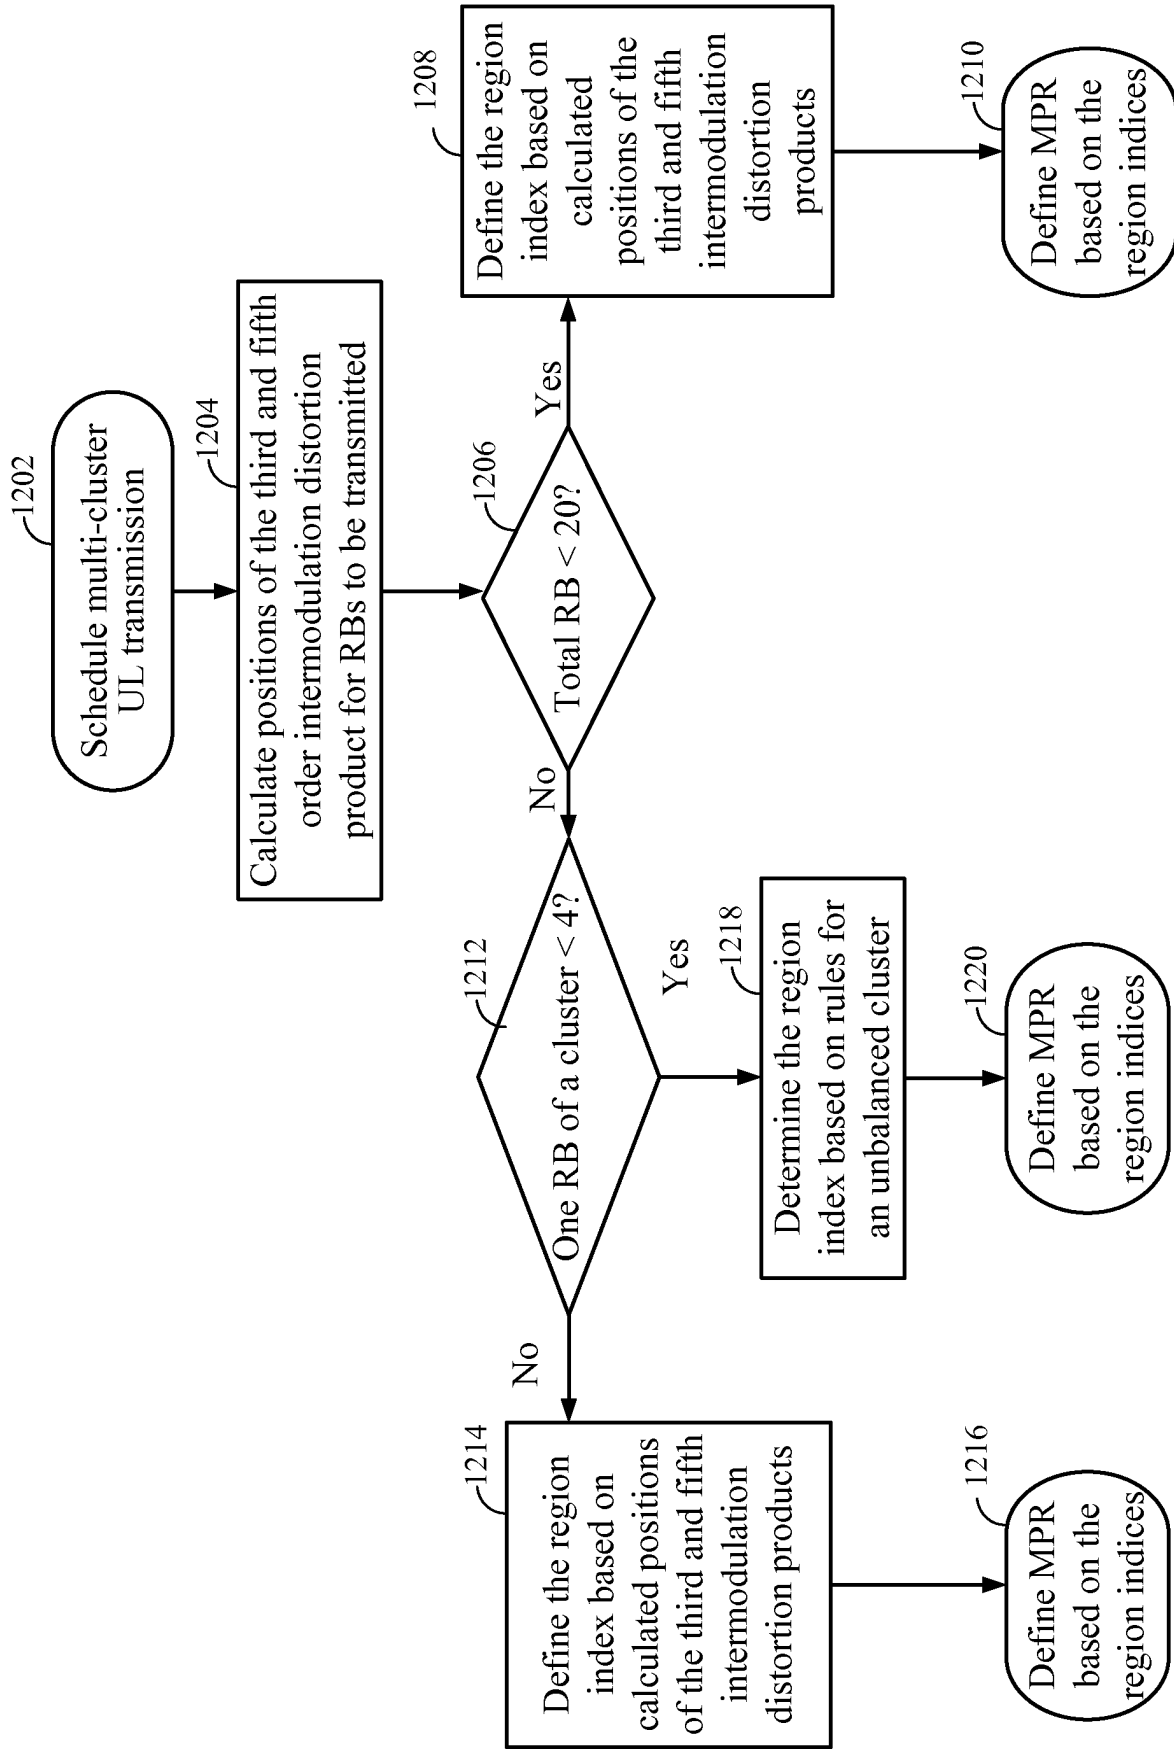 1202
Schedule multi-cluster
UL transmission
1204
Calculate positions of the third and fifth
order intermodulation distortion
product for RBs to be transmitted
1206
Total RB < 20?
Yes
No
1208
Define the region
index based on
calculated
positions of the
third and fifth
intermodulation
distortion
products
1210
Define MPR
based on the
region indices
1212
One RB of a cluster < 4?
Yes
No
1218
Determine the region
index based on rules for
an unbalanced cluster
1220
Define MPR
based on the
region indices
1214
Define the region
index based on
calculated positions
of the third and fifth
intermodulation
distortion products
1216
Define MPR
based on the
region indices